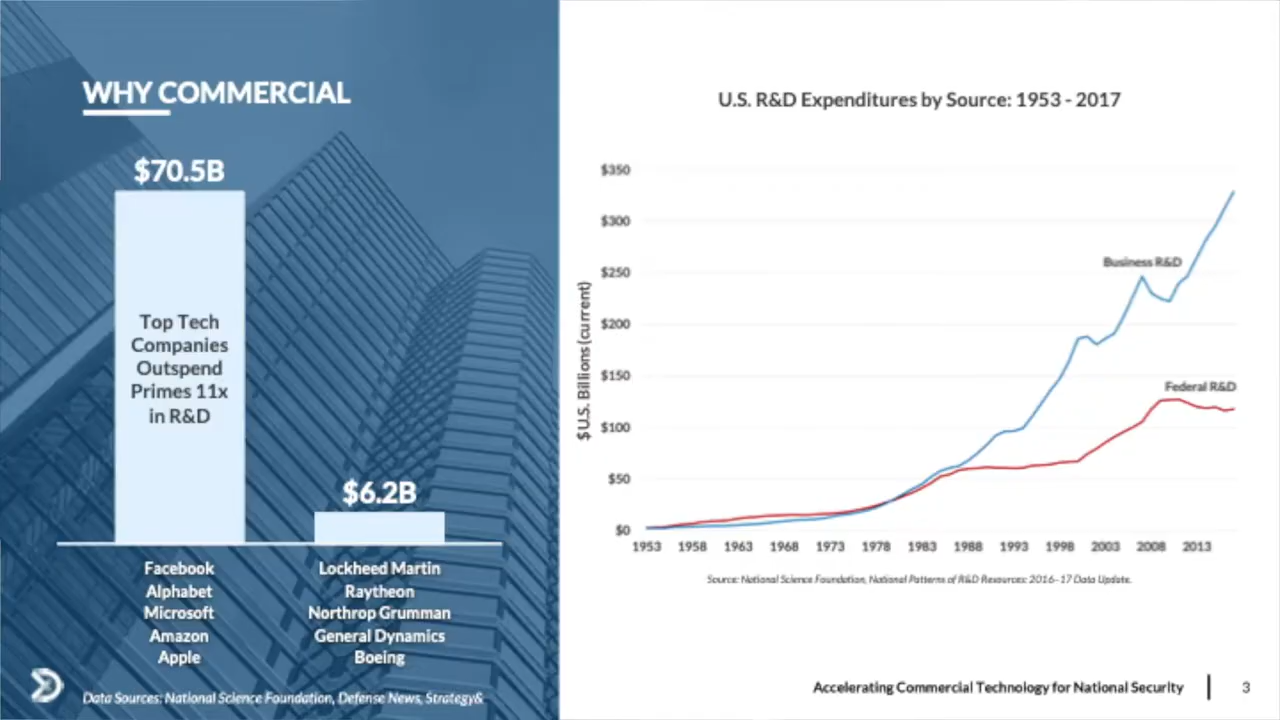 WHY COMMERCIAL
$70.5B
Top Tech
Companies
Outspend
Primes 11x
in R&D
$6.2B
Facebook
Alphabet
Microsoft
Amazon
Apple
Lockheed Martin
Raytheon
Northrop Grumman
General Dynamics
Boeing
Data Sources: National Science Foundation, Defense News, Strategy&
U.S. R&D Expenditures by Source: 1953 - 2017
$ U.S. Billions (current)
$350
$300
$250
$200
$150
$100
$50
$0
Business R&D
Federal R&D
1953 1958 1963 1968 1973 1978 1983 1988 1993 1998 2003 2008 2013
Source: National Science Foundation, National Patterns of R&D Resources: 2016–17 Data Update.
Accelerating Commercial Technology for National Security | 3